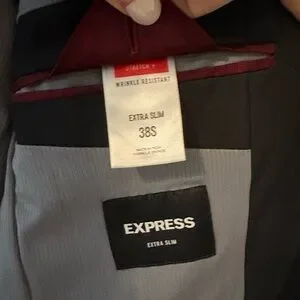 STRETCH +
WRINKLE RESISTANT
EXTRA SLIM
38S
EXPRESS
EXTRA SLIM